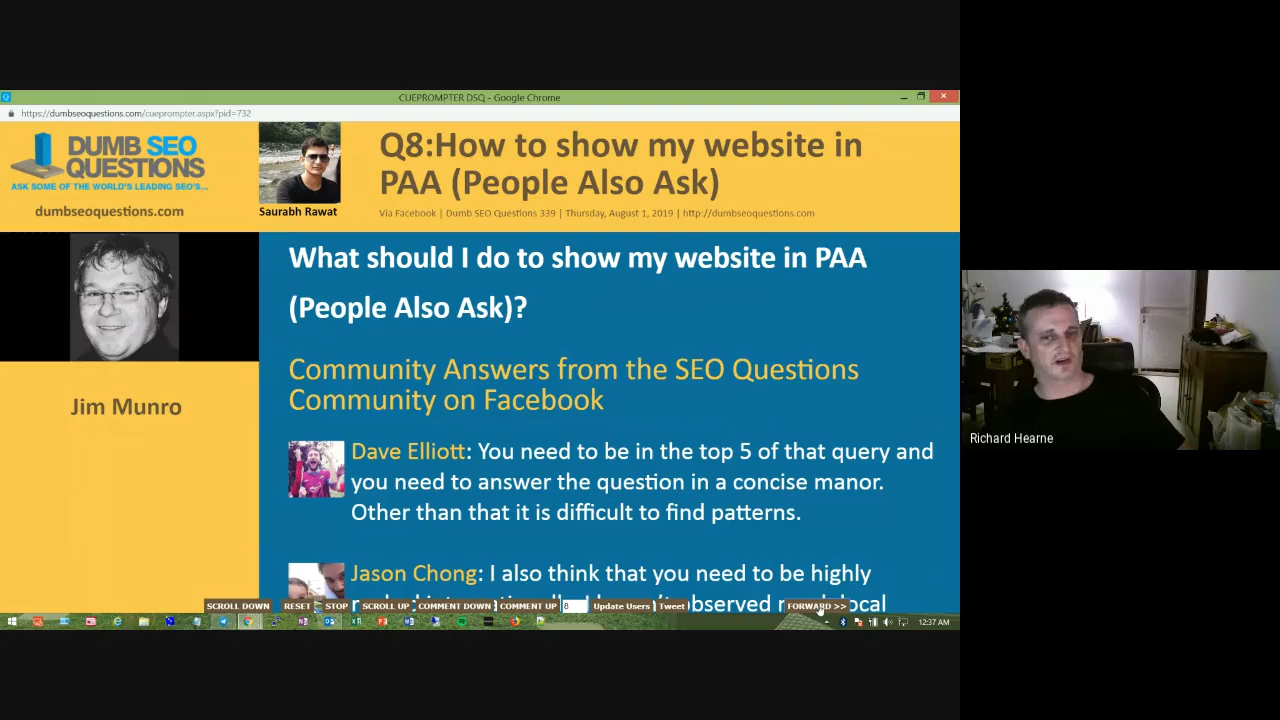 CUEPROMPTER DSQ - Google Chrome
https://dumbseoquestions.com/cueprompter.aspx?pid=732
DUMB SEO
QUESTIONS
ASK SOME OF THE WORLD'S LEADING SEO'S...
dumbseoquestions.com
Saurabh Rawat
Q8:How to show my website in
PAA (People Also Ask)
Via Facebook | Dumb SEO Questions 339 | Thursday, August 1, 2019 | http://dumbseoquestions.com
Jim Munro
What should I do to show my website in PAA
(People Also Ask)?
Community Answers from the SEO Questions
Community on Facebook
Dave Elliott: You need to be in the top 5 of that query and
you need to answer the question in a concise manor.
Other than that it is difficult to find patterns.
Jason Chong: I also think that you need to be highly
observed
local
SCROLL DOWN RESET STOP SCROLL UP COMMENT DOWN COMMENT UP 8 Update Users Tweet FORWARD >>
12:37 AM
Richard Hearne